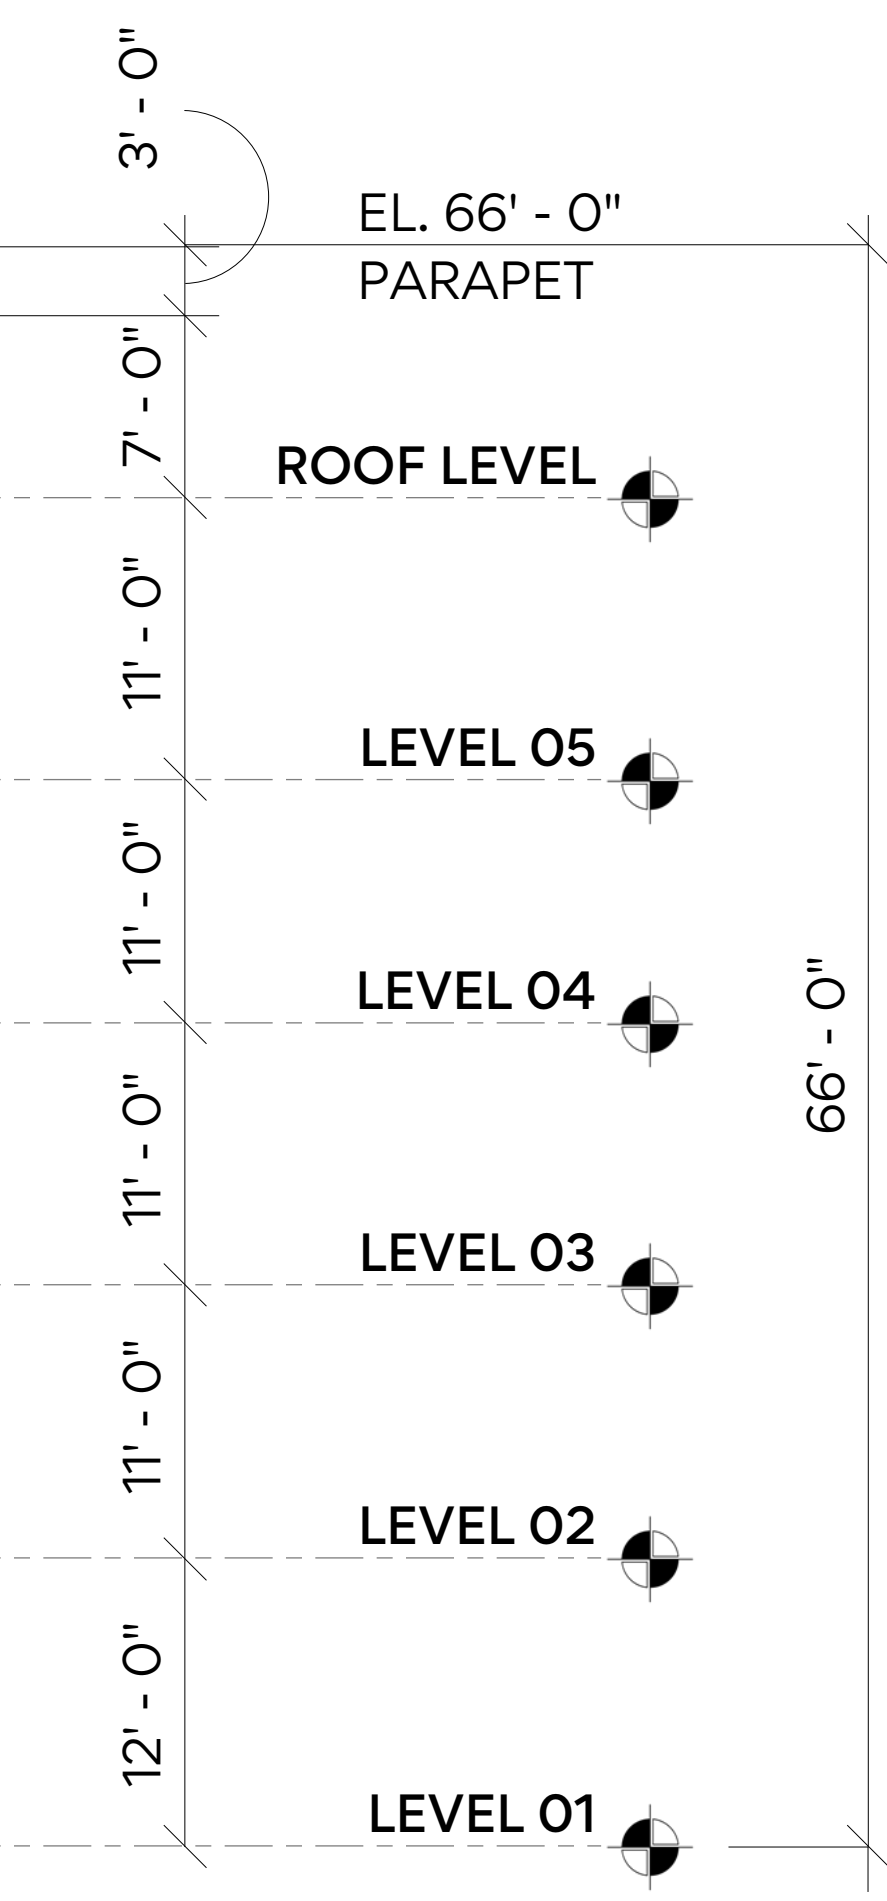 3' - 0"
EL. 66' - 0"
PARAPET
7' - 0"
ROOF LEVEL
11' - 0"
LEVEL 05
11' - 0"
LEVEL 04
66' - 0"
11' - 0"
LEVEL 03
11' - 0"
LEVEL 02
12' - 0"
LEVEL 01